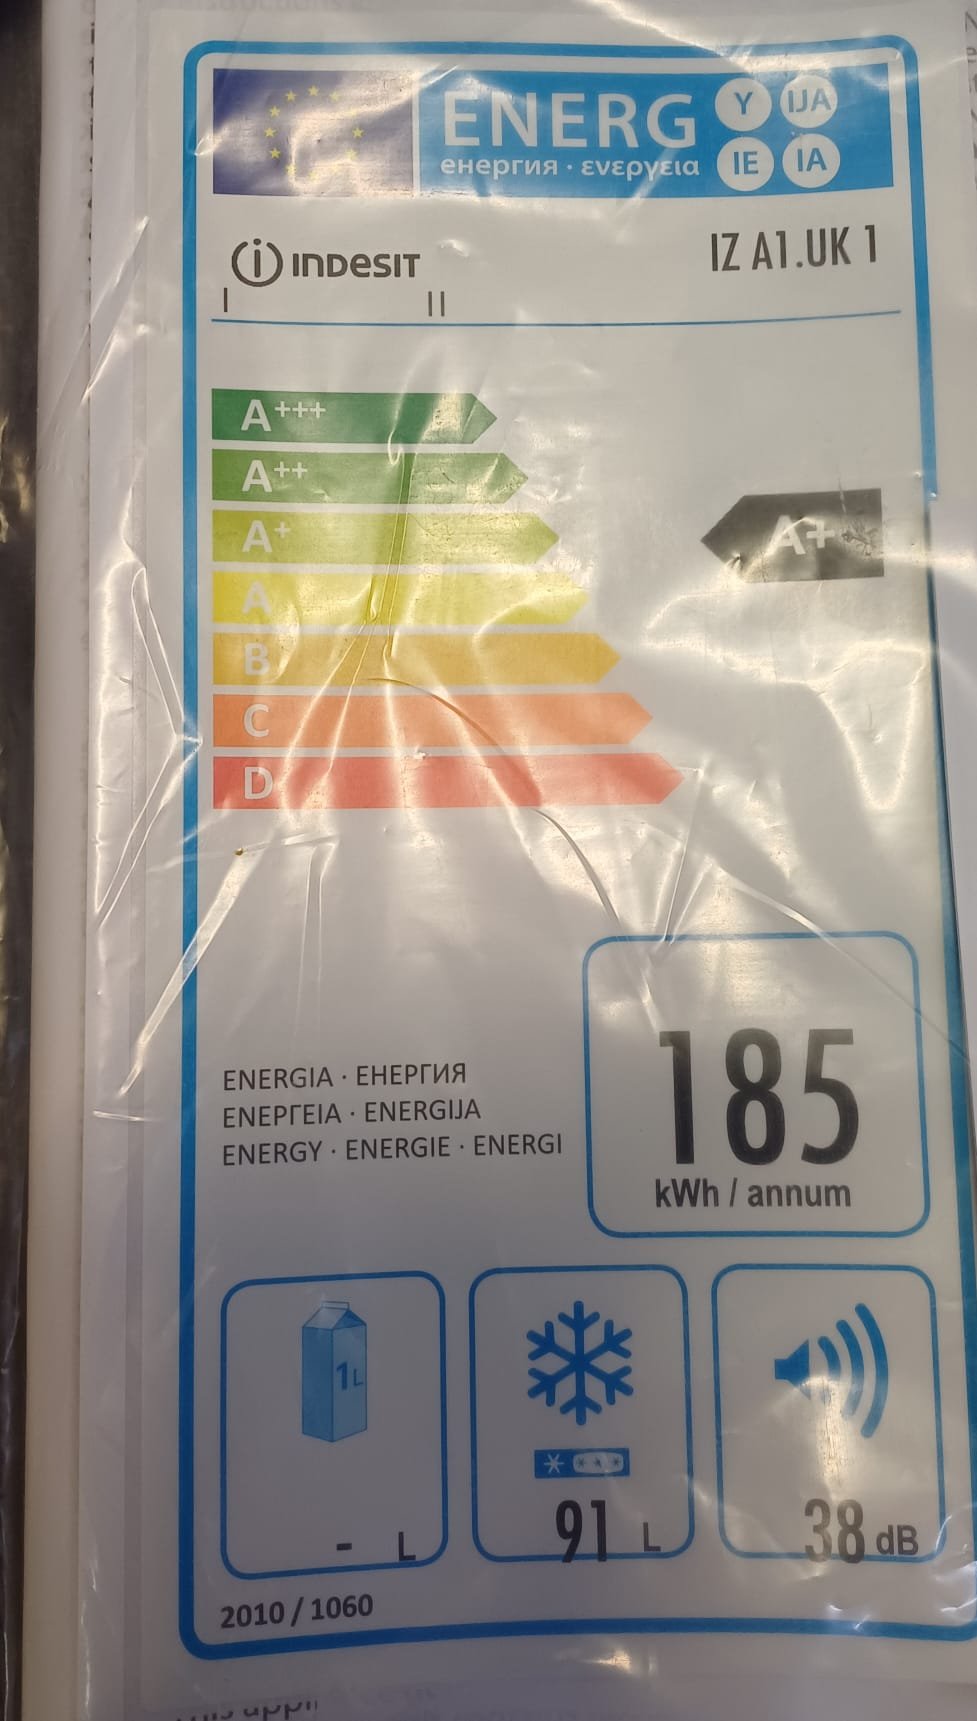 ENERG Y IJA
енергия · ενεργεια IE IA
INDESIT IZ A1.UK 1
I II
A+++
A++
A+
A+
A
B
C
D
185
kWh / annum
ENERGIA · ЕНЕРГИЯ
ΕΝΕΡΓΕΙΑ · ENERGIJA
ENERGY · ENERGIE · ENERGI
1L
- L
91 L
38 dB
2010 / 1060